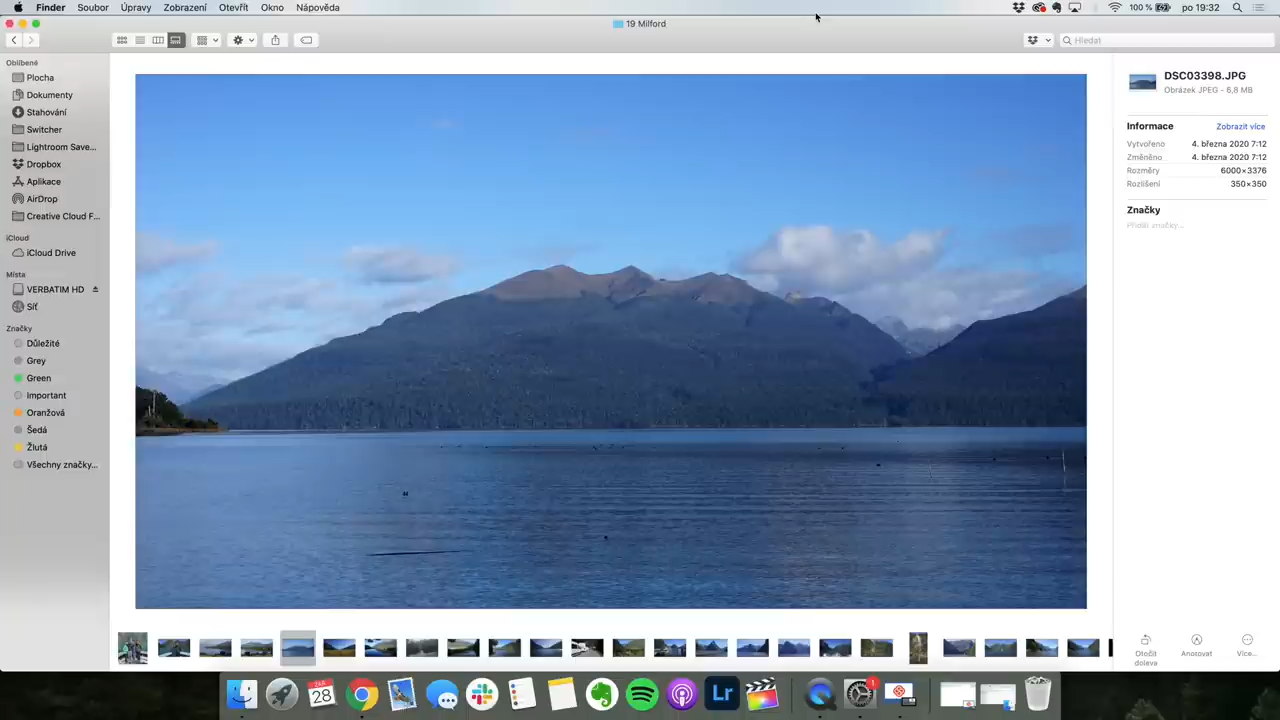 Finder Soubor Úpravy Zobrazení Otevřít Okno Nápověda 100 % po 19:32
19 Milford
Hledat
Oblíbené
Plocha
Dokumenty
Stahování
Switcher
Lightroom Save...
Dropbox
Aplikace
AirDrop
Creative Cloud F...
iCloud
iCloud Drive
Místa
VERBATIM HD
Síť
Značky
Důležité
Grey
Green
Important
Oranžová
Šedá
Žlutá
Všechny značky...
DSC03398.JPG
Obrázek JPEG - 6,8 MB
Informace Zobrazit více
Vytvořeno 4. března 2020 7:12
Změněno 4. března 2020 7:12
Rozměry 6000×3376
Rozlišení 350×350
Značky
Přidat značky...
Otočit doleva
Anotovat
Více...
ZÁŘ
28
Lr
1